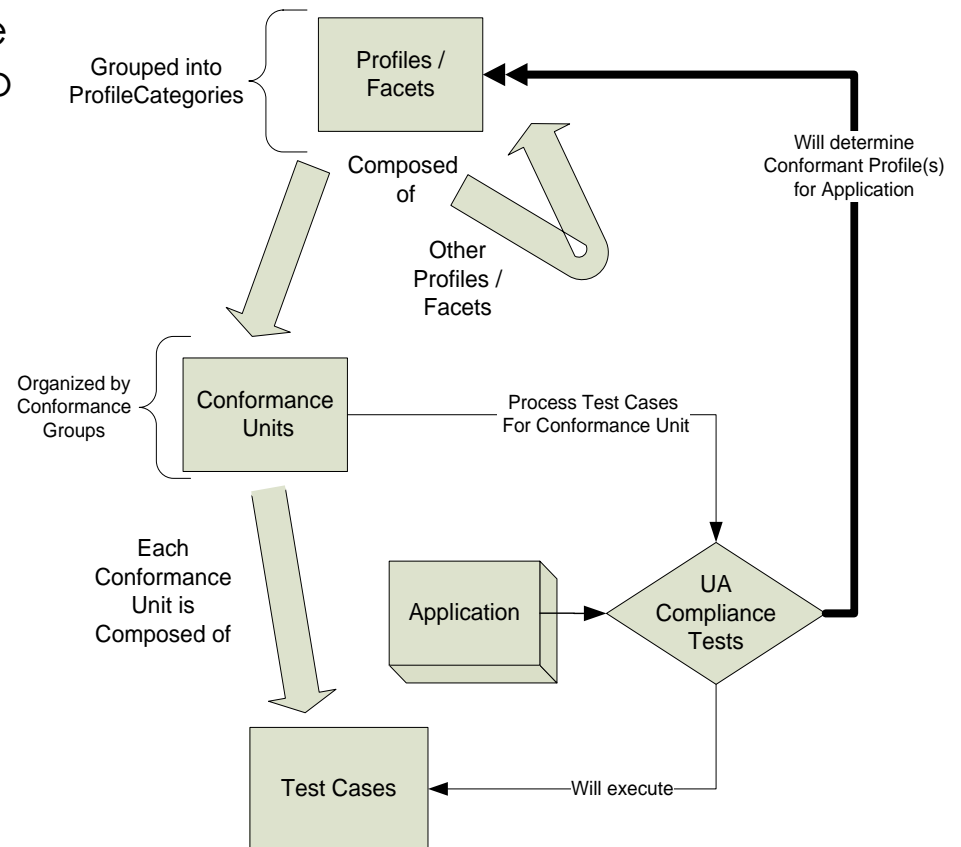 Grouped into
ProfileCategories
Profiles /
Facets
Will determine
Conformant Profile(s)
for Application
Composed
of
Other
Profiles /
Facets
Organized by
Conformance
Groups
Conformance
Units
Process Test Cases
For Conformance Unit
Each
Conformance
Unit is
Composed of
Application
UA
Compliance
Tests
Test Cases
Will execute